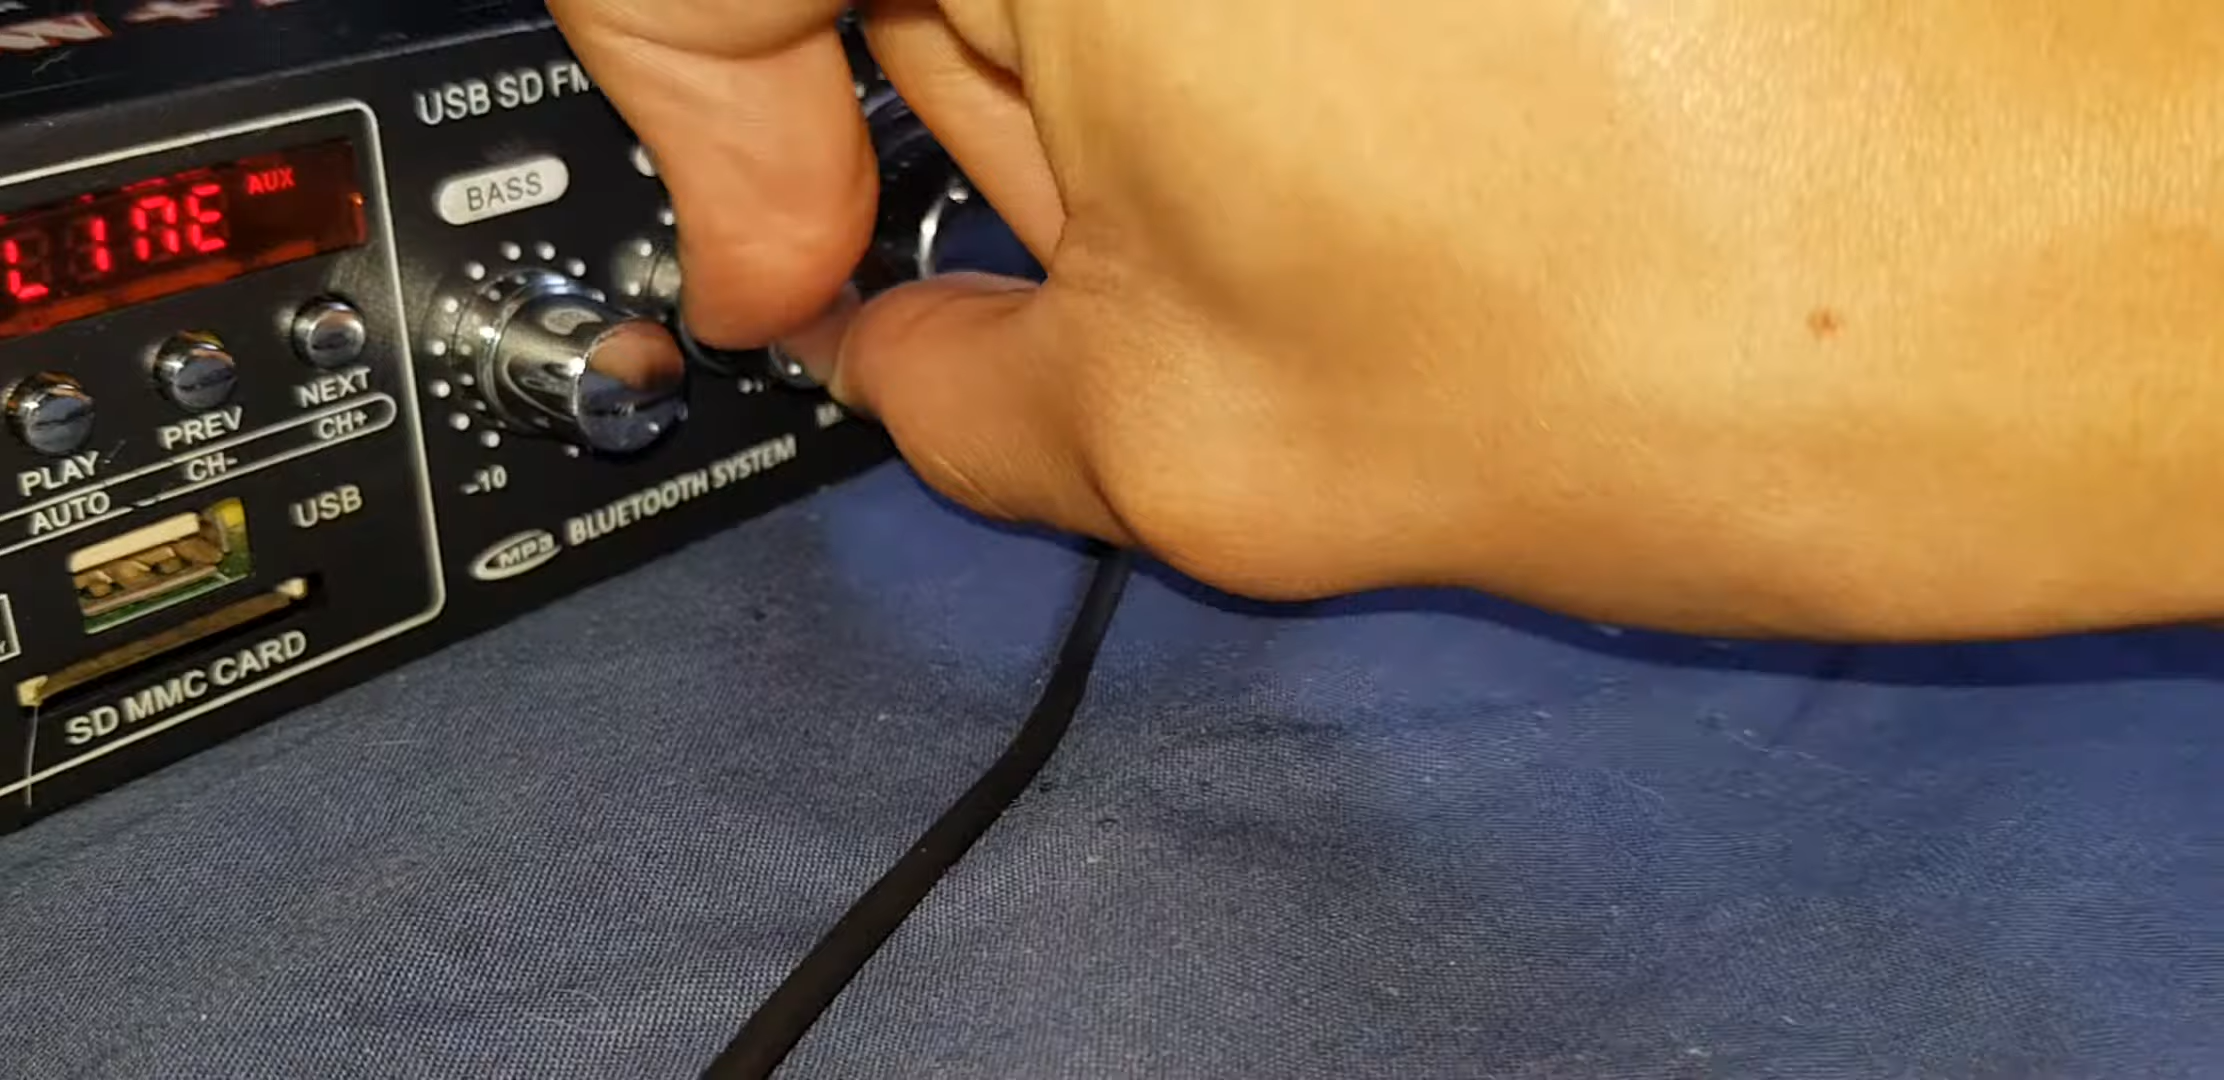 USB SD FM
BASS
LINE
AUX
PLAY
PREV
NEXT
AUTO
CH-
CH+
USB
-10
MP3 BLUETOOTH SYSTEM
SD MMC CARD